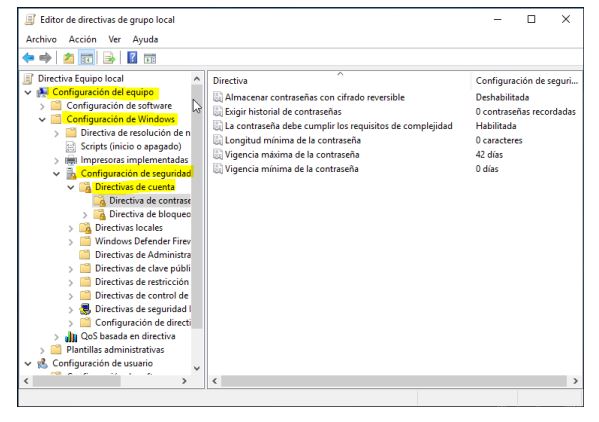 Editor de directivas de grupo local
Archivo Acción Ver Ayuda
Directiva Equipo local
Configuración del equipo
Configuración de software
Configuración de Windows
Directiva de resolución de n
Scripts (inicio o apagado)
Impresoras implementadas
Configuración de seguridad
Directivas de cuenta
Directiva de contrase
Directiva de bloqueo
Directivas locales
Windows Defender Firev
Directivas de Administra
Directivas de clave públi
Directivas de restricción
Directivas de control de
Directivas de seguridad I
Configuración de directi
QoS basada en directiva
Plantillas administrativas
Configuración de usuario
Directiva Configuración de seguri...
Almacenar contraseñas con cifrado reversible Deshabilitada
Exigir historial de contraseñas 0 contraseñas recordadas
La contraseña debe cumplir los requisitos de complejidad Habilitada
Longitud mínima de la contraseña 0 caracteres
Vigencia máxima de la contraseña 42 días
Vigencia mínima de la contraseña 0 días